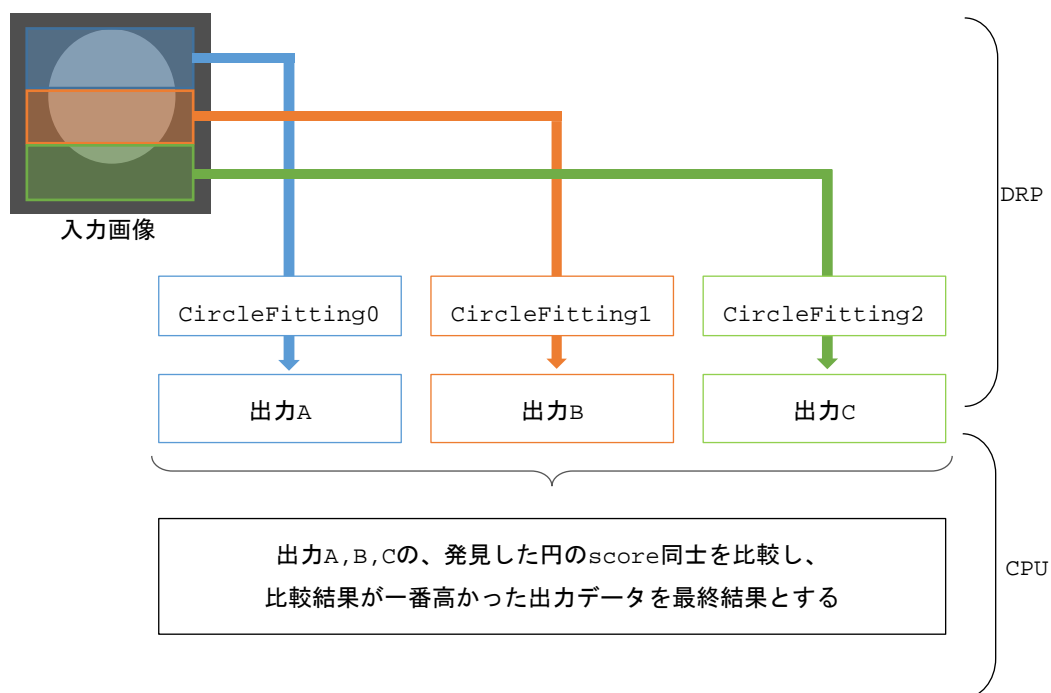 入力画像
DRP
CircleFitting0
CircleFitting1
CircleFitting2
出力A
出力B
出力C
出力A,B,Cの、発見した円のscore同士を比較し、
比較結果が一番高かった出力データを最終結果とする
CPU